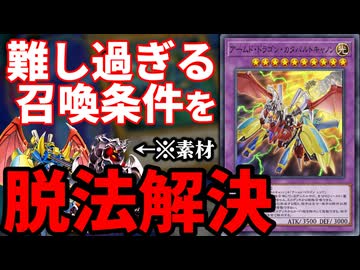 難し過ぎる
召喚条件を
←※素材
脱法解決
アームド・ドラゴン・カタパルトキャノン
光
ATK/3500 DEF/3000